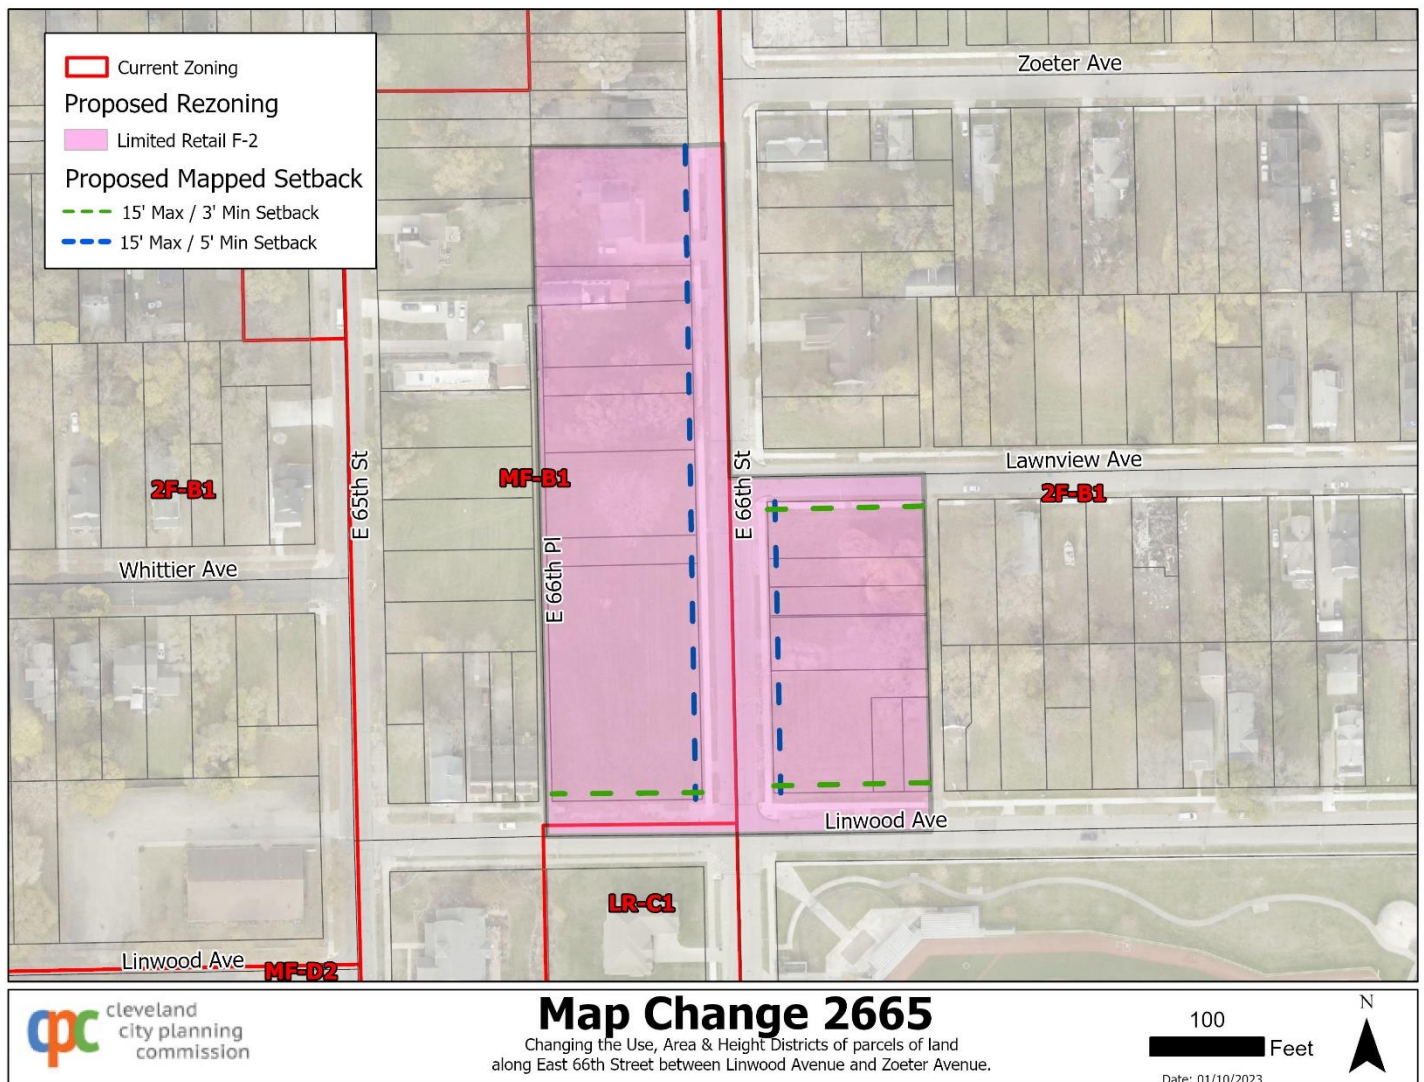 Current Zoning
Proposed Rezoning
Limited Retail F-2
Proposed Mapped Setback
15' Max / 3' Min Setback
15' Max / 5' Min Setback
Zoeter Ave
Lawnview Ave
2F-B1
MF-B1
2F-B1
E 65th St
E 66th St
E 66th Pl
Whittier Ave
Linwood Ave
LR-C1
Linwood Ave
MF-D2
cpc
cleveland
city planning
commission
Map Change 2665
Changing the Use, Area & Height Districts of parcels of land
along East 66th Street between Linwood Avenue and Zoeter Avenue.
100
Feet
N
Date: 01/10/2023